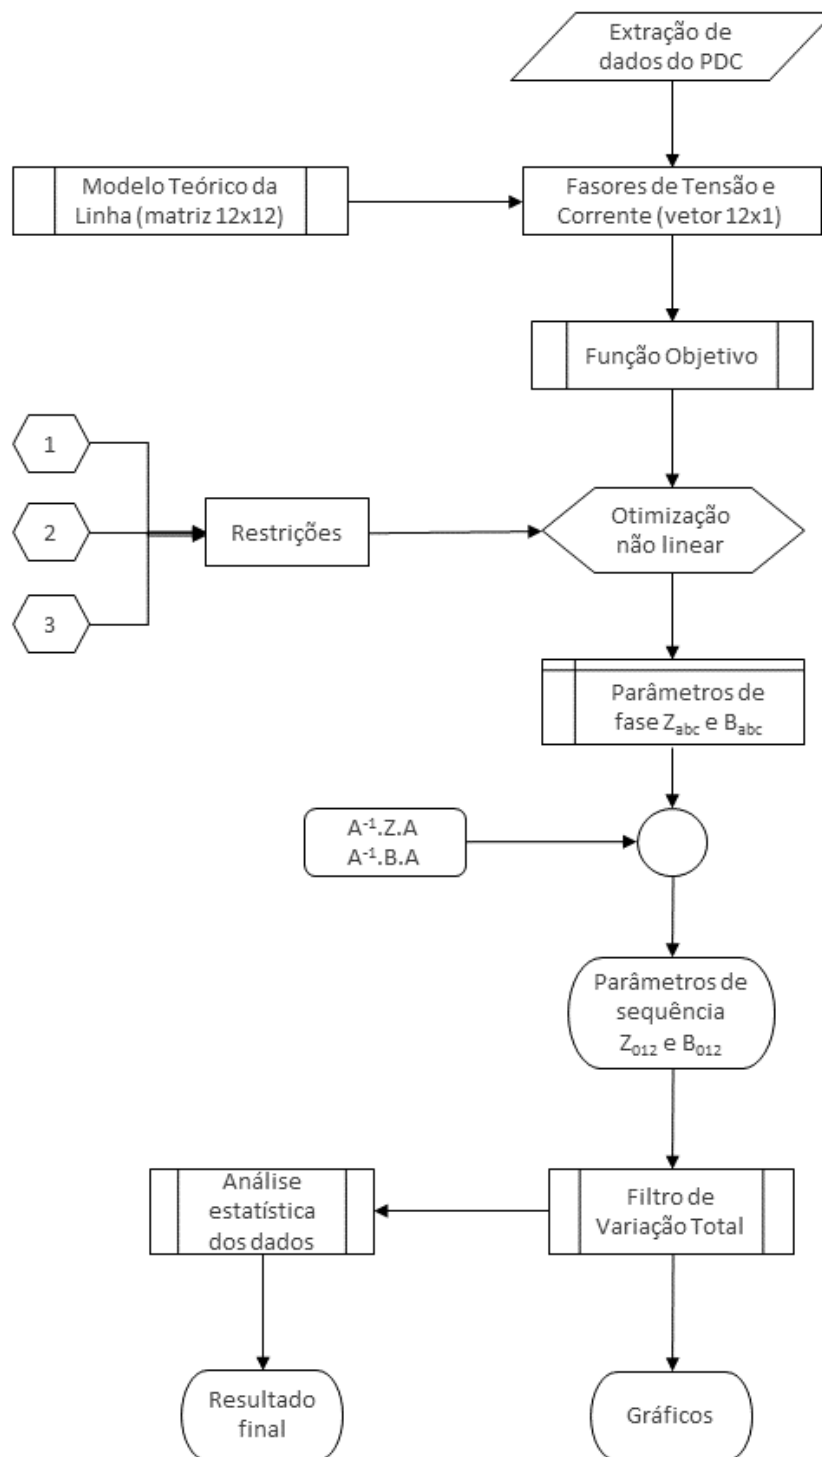 Extração de
dados do PDC
Modelo Teórico da
Linha (matriz 12x12)
Fasores de Tensão e
Corrente (vetor 12x1)
Função Objetivo
1
2
3
Restrições
Otimização
não linear
Parâmetros de
fase Z_abc e B_abc
A⁻¹.Z.A
A⁻¹.B.A
Parâmetros de
sequência
Z₀₁₂ e B₀₁₂
Análise
estatística
dos dados
Filtro de
Variação Total
Resultado
final
Gráficos